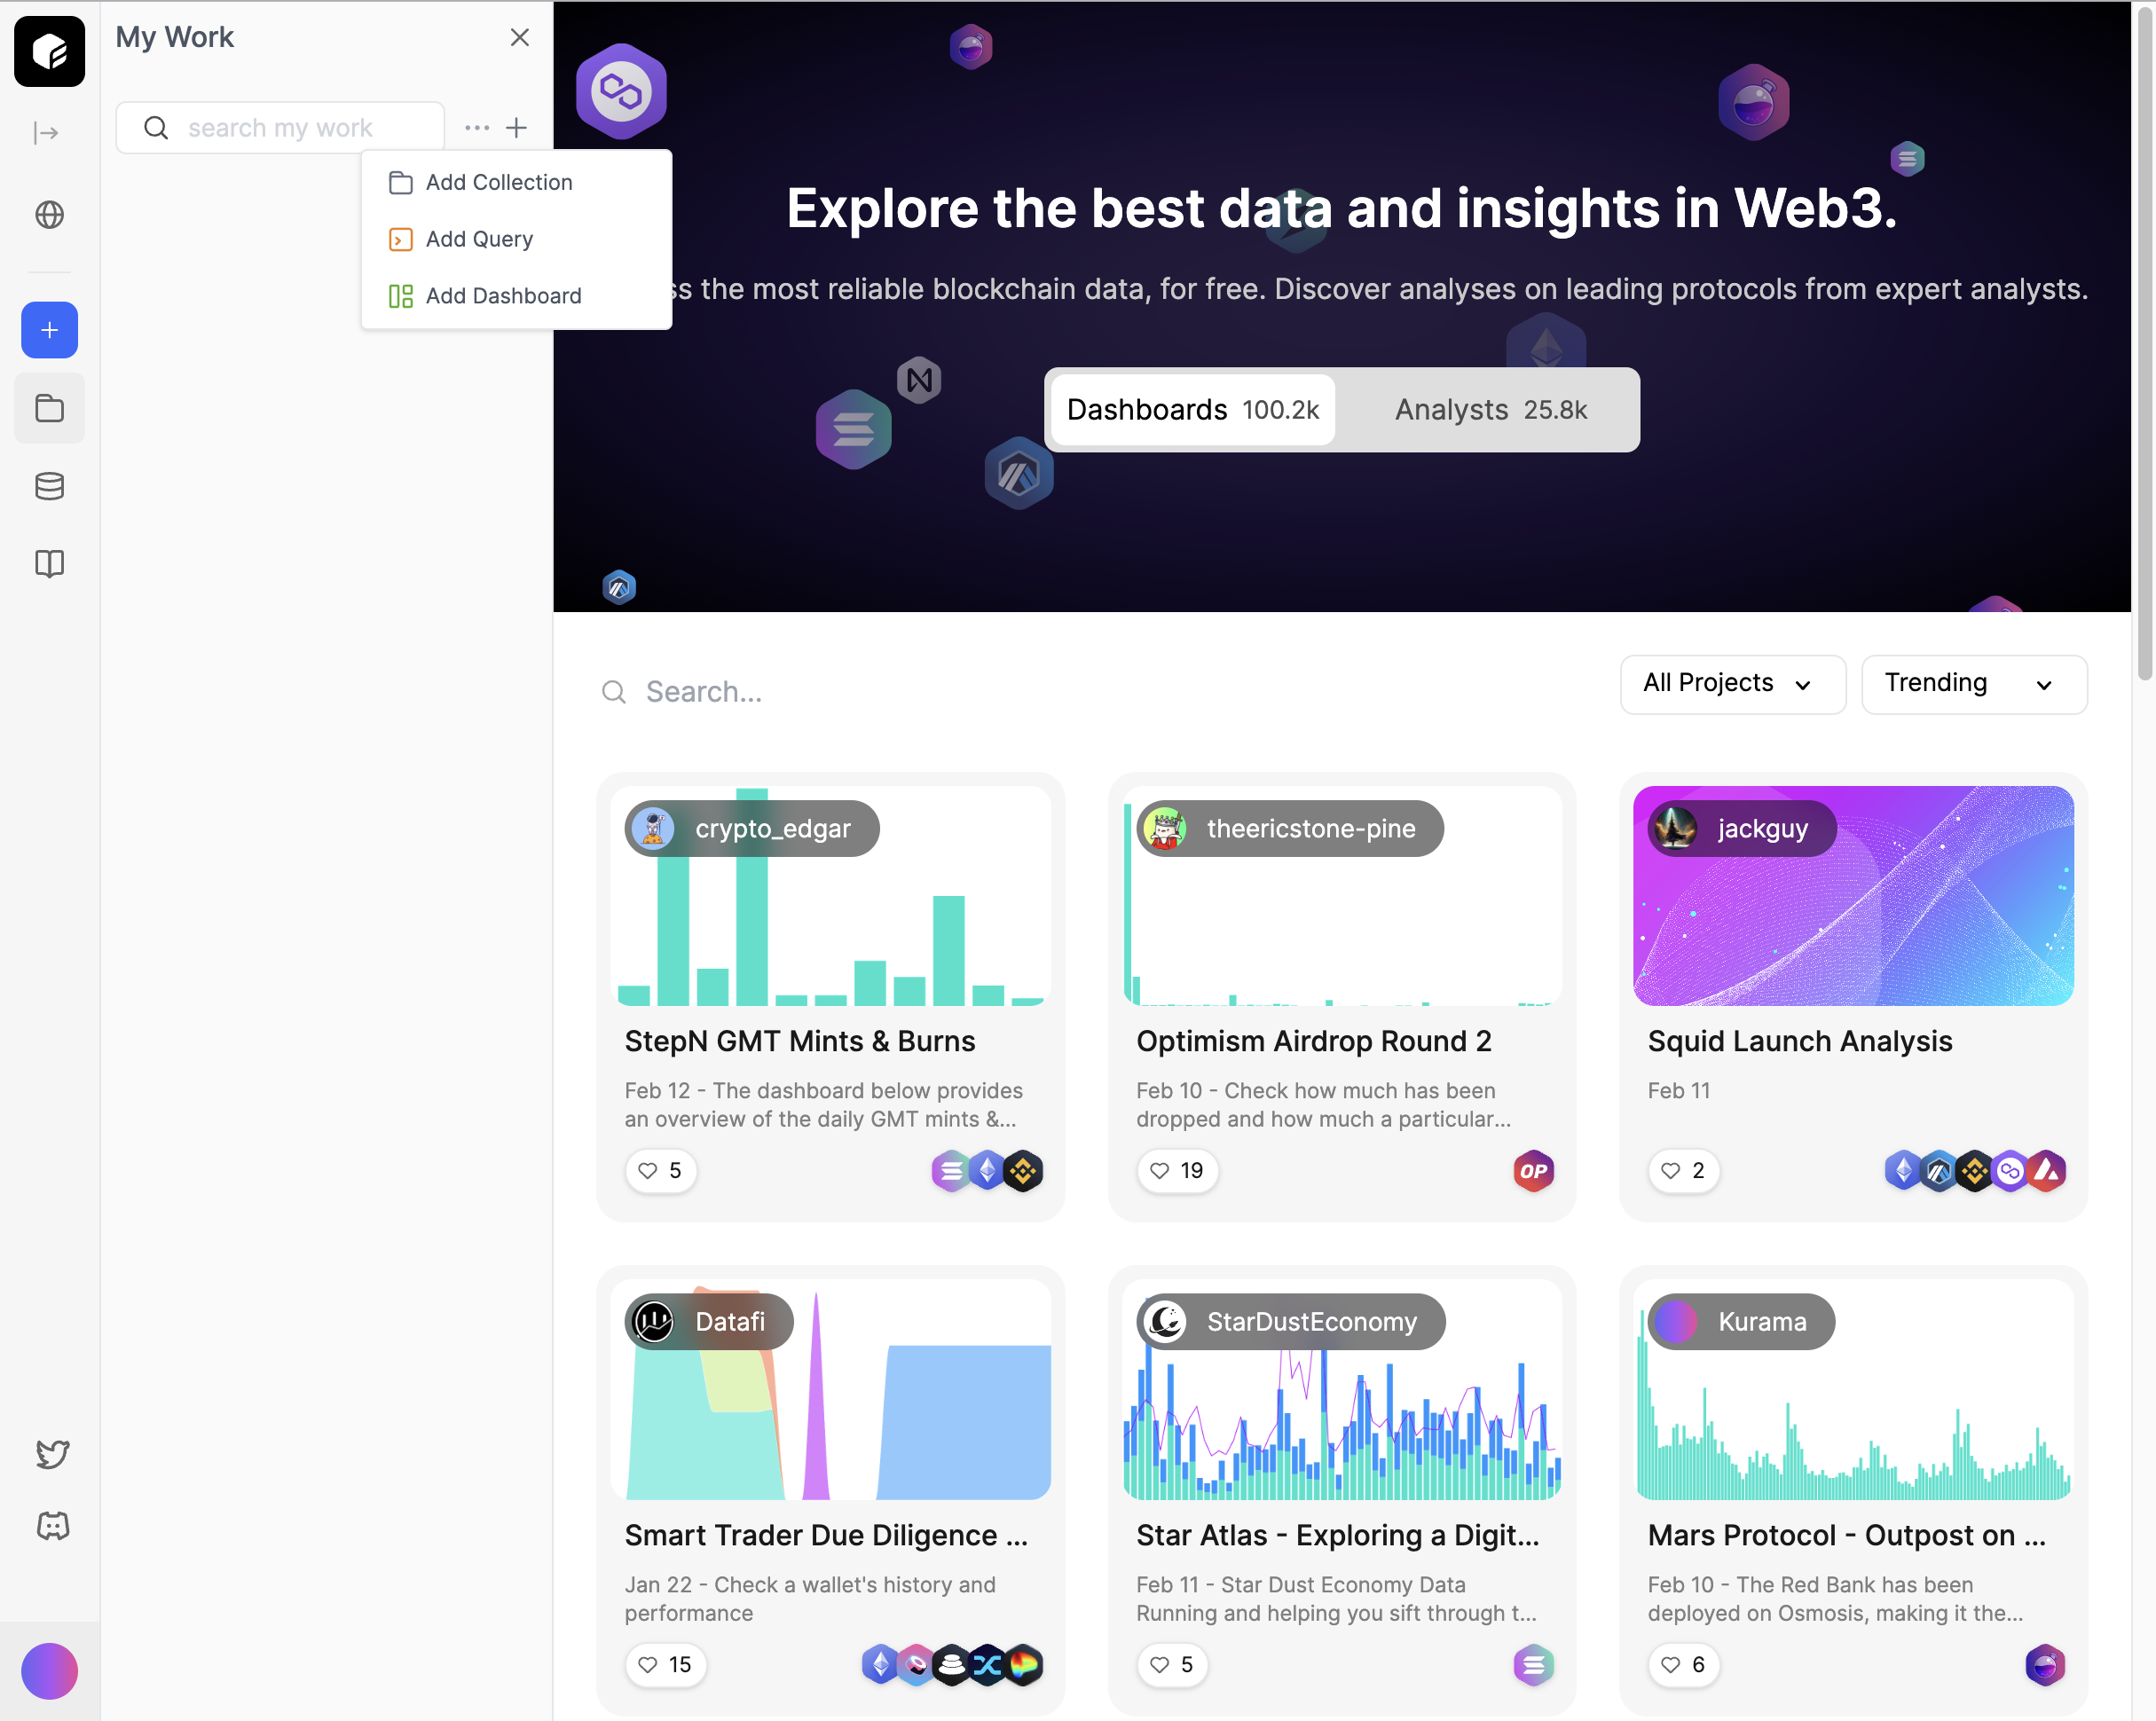 My Work
search my work
Add Collection
Add Query
Add Dashboard
Explore the best data and insights in Web3.
the most reliable blockchain data, for free. Discover analyses on leading protocols from expert analysts.
Dashboards 100.2k
Analysts 25.8k
Search...
All Projects
Trending
crypto_edgar
StepN GMT Mints & Burns
Feb 12 - The dashboard below provides
an overview of the daily GMT mints &...
5
theericstone-pine
Optimism Airdrop Round 2
Feb 10 - Check how much has been
dropped and how much a particular...
19
OP
jackguy
Squid Launch Analysis
Feb 11
2
Datafi
Smart Trader Due Diligence ...
Jan 22 - Check a wallet's history and
performance
15
StarDustEconomy
Star Atlas - Exploring a Digit...
Feb 11 - Star Dust Economy Data
Running and helping you sift through t...
5
Kurama
Mars Protocol - Outpost on ...
Feb 10 - The Red Bank has been
deployed on Osmosis, making it the...
6